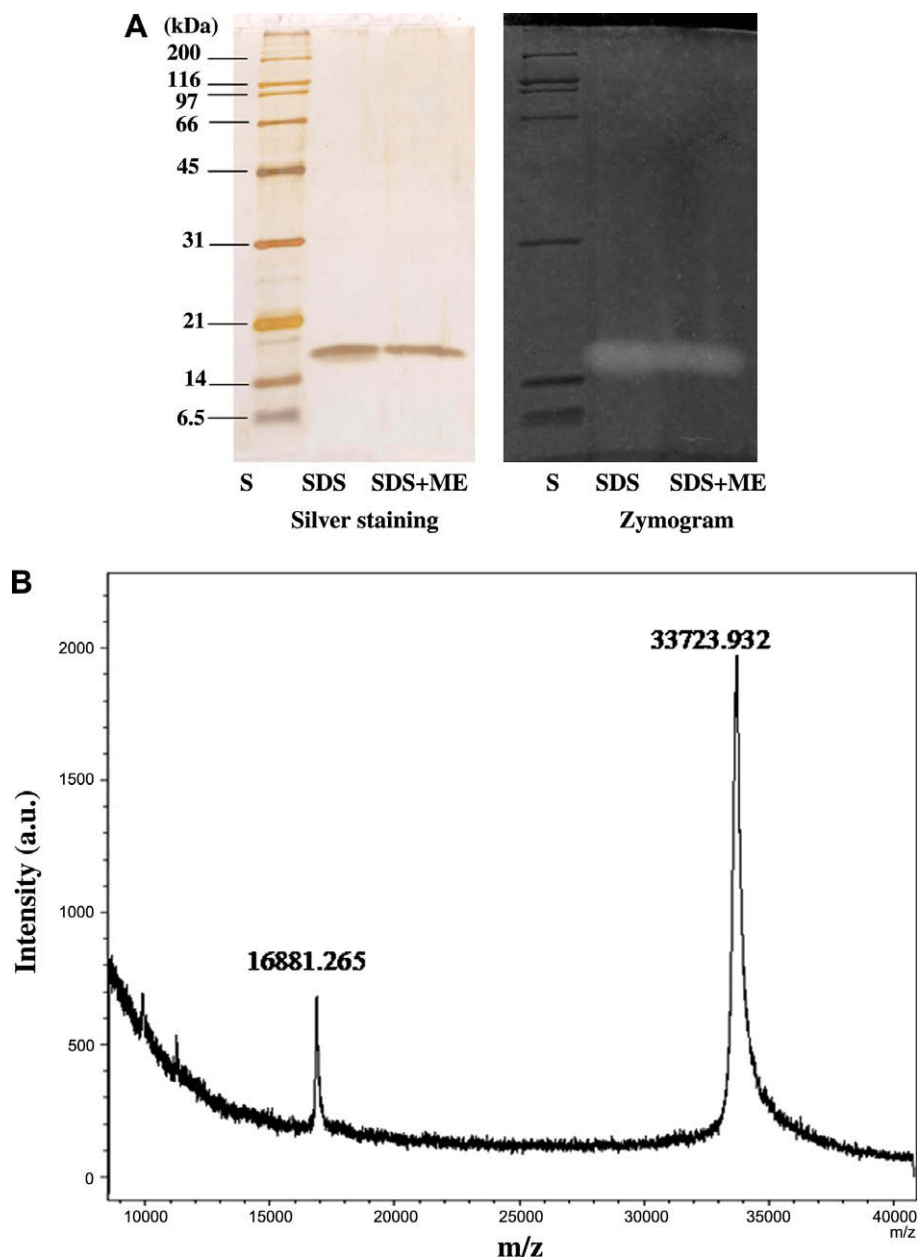 A (kDa)
200
116
97
66
45
31
21
14
6.5
S SDS SDS+ME S SDS SDS+ME
Silver staining Zymogram
B
33723.932
16881.265
Intensity (a.u.)
2000
1500
1000
500
0
10000 15000 20000 25000 30000 35000 40000
m/z
m/z